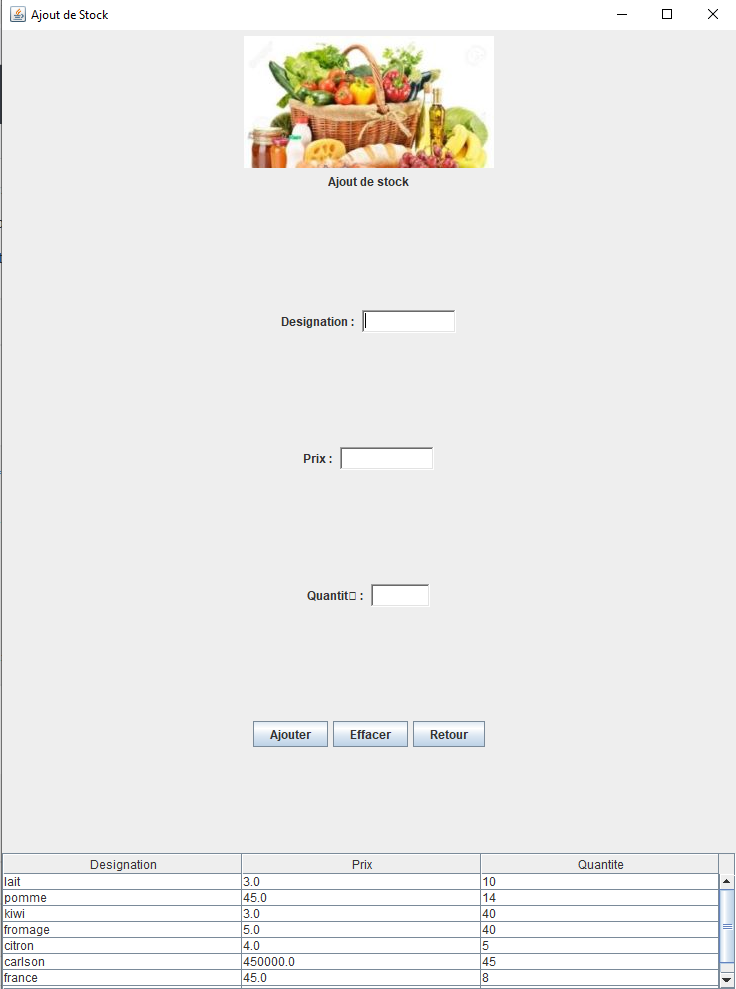 Ajout de Stock
Ajout de stock
Designation :
Prix :
Quantit□ :
Ajouter Effacer Retour
Designation Prix Quantite
lait 3.0 10
pomme 45.0 14
kiwi 3.0 40
fromage 5.0 40
citron 4.0 5
carlson 450000.0 45
france 45.0 8